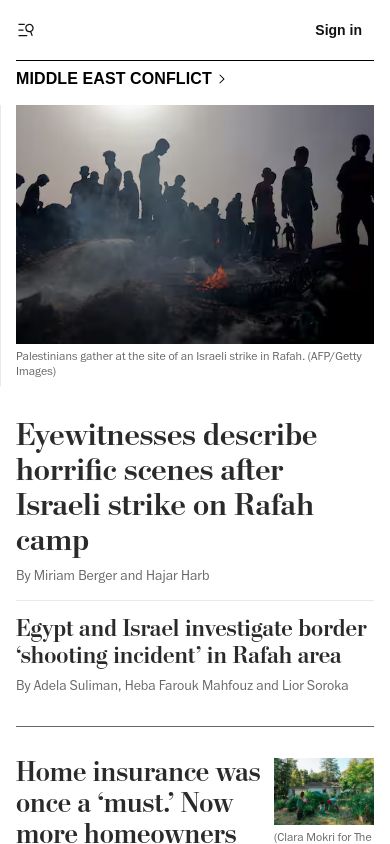 Sign in
MIDDLE EAST CONFLICT
Palestinians gather at the site of an Israeli strike in Rafah. (AFP/Getty
Images)
Eyewitnesses describe
horrific scenes after
Israeli strike on Rafah
camp
By Miriam Berger and Hajar Harb
Egypt and Israel investigate border
‘shooting incident’ in Rafah area
By Adela Suliman, Heba Farouk Mahfouz and Lior Soroka
Home insurance was
once a ‘must.’ Now
more homeowners
(Clara Mokri for The